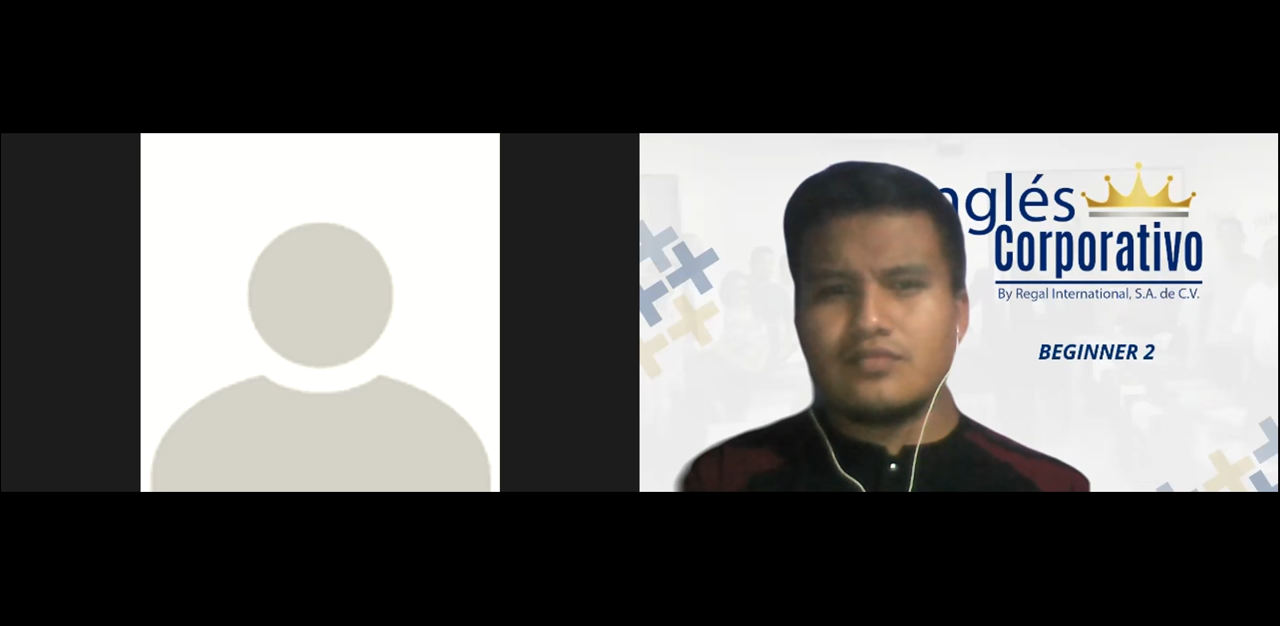 nglés
Corporativo
By Regal International, S.A. de C.V.
BEGINNER 2